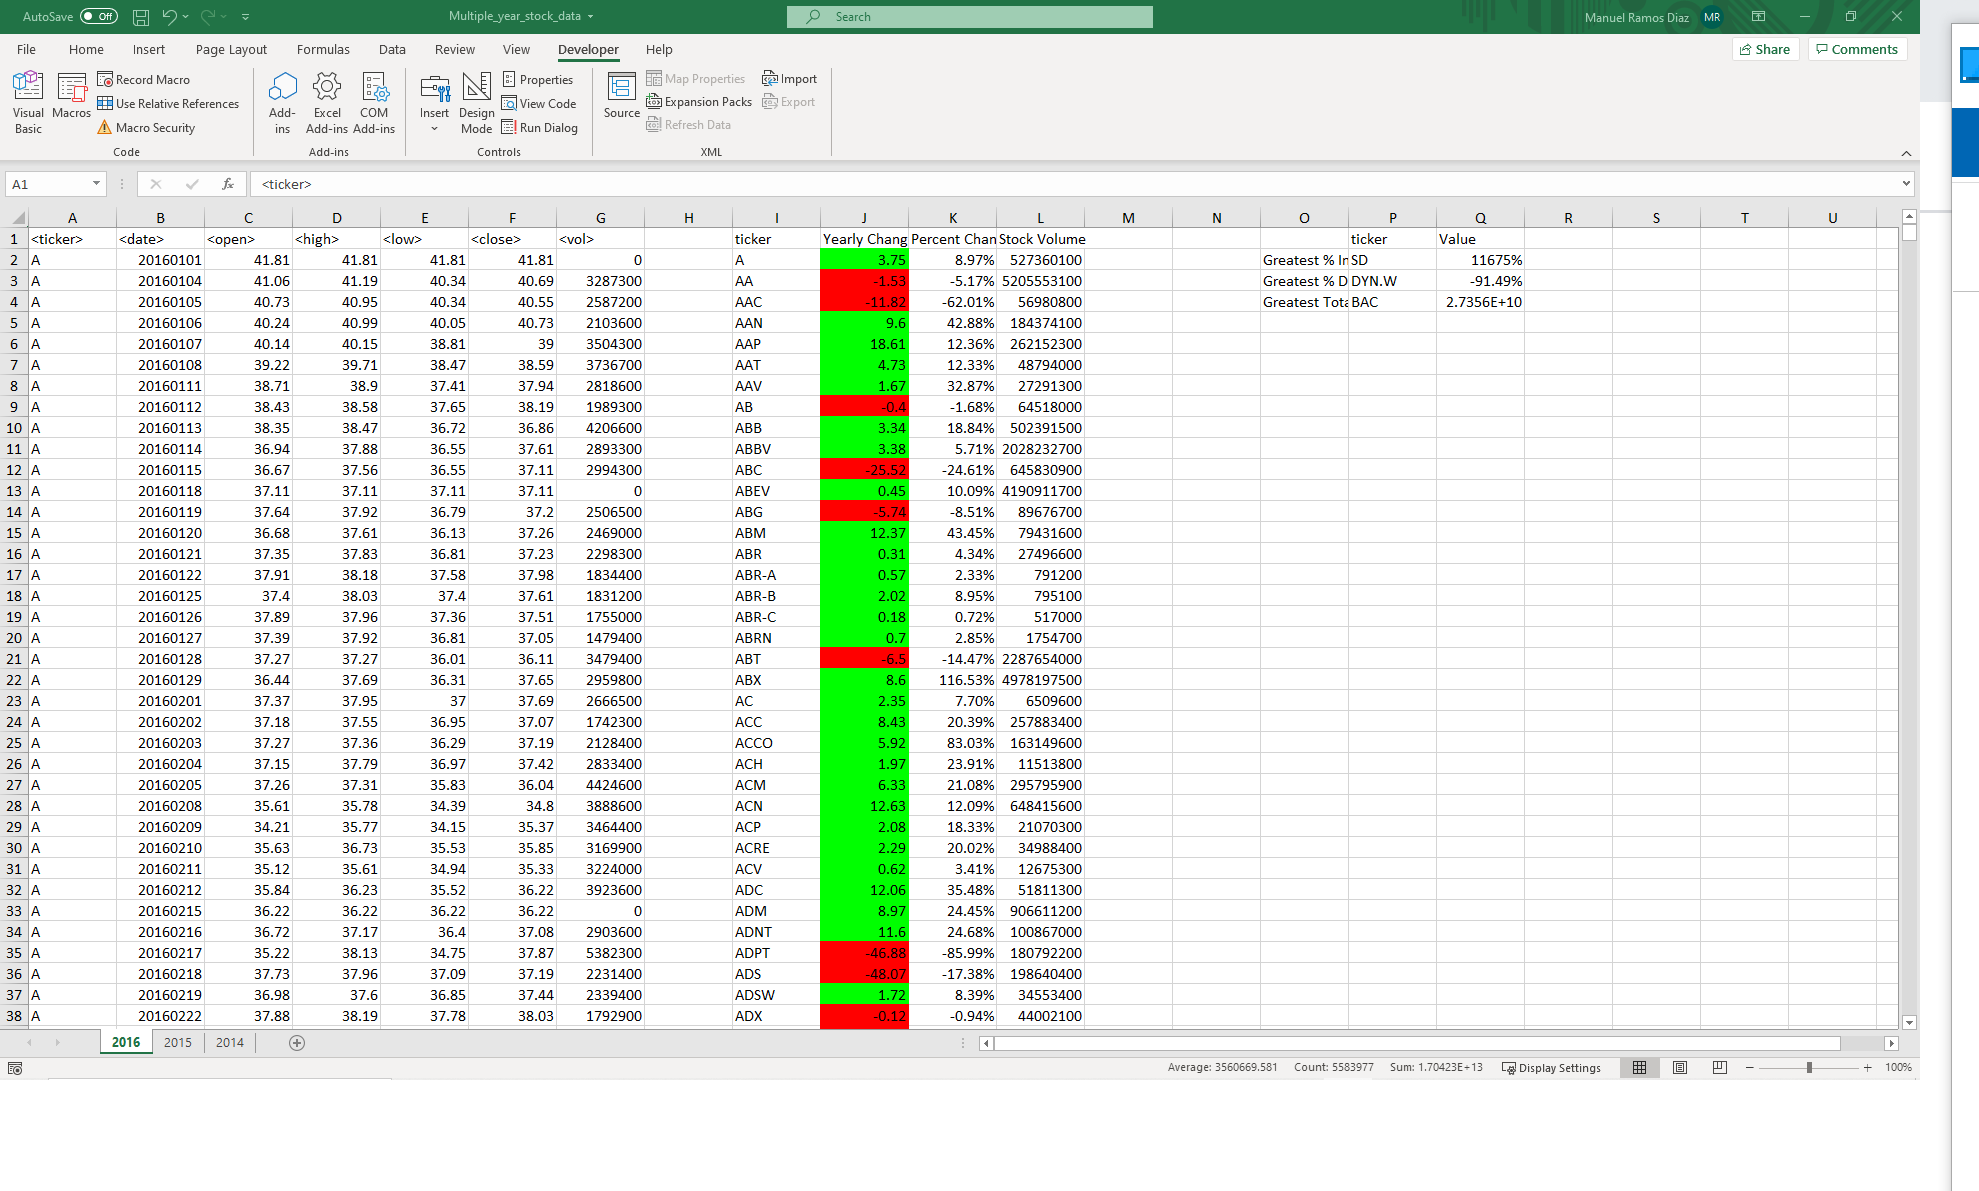 AutoSave Off Multiple_year_stock_data Search Manuel Ramos Diaz MR
File Home Insert Page Layout Formulas Data Review View Developer Help Share Comments
Visual Basic Macros Record Macro Use Relative References Macro Security Code
Add-ins Excel Add-ins COM Add-ins Add-ins
Insert Design Mode Properties View Code Run Dialog Controls
Source Map Properties Expansion Packs Refresh Data Import Export XML
A1 fx <ticker>
A B C D E F G H I J K L M N O P Q R S T U
1 <ticker> <date> <open> <high> <low> <close> <vol> ticker Yearly Chang Percent Chan Stock Volume ticker Value
2 A 20160101 41.81 41.81 41.81 41.81 0 A 3.75 8.97% 527360100 Greatest % In SD 11675%
3 A 20160104 41.06 41.19 40.34 40.69 3287300 AA -1.53 -5.17% 5205553100 Greatest % D DYN.W -91.49%
4 A 20160105 40.73 40.95 40.34 40.55 2587200 AAC -11.82 -62.01% 56980800 Greatest Tota BAC 2.7356E+10
5 A 20160106 40.24 40.99 40.05 40.73 2103600 AAN 9.6 42.88% 184374100
6 A 20160107 40.14 40.15 38.81 39 3504300 AAP 18.61 12.36% 262152300
7 A 20160108 39.22 39.71 38.47 38.59 3736700 AAT 4.73 12.33% 48794000
8 A 20160111 38.71 38.9 37.41 37.94 2818600 AAV 1.67 32.87% 27291300
9 A 20160112 38.43 38.58 37.65 38.19 1989300 AB -0.4 -1.68% 64518000
10 A 20160113 38.35 38.47 36.72 36.86 4206600 ABB 3.34 18.84% 502391500
11 A 20160114 36.94 37.88 36.55 37.61 2893300 ABBV 3.38 5.71% 2028232700
12 A 20160115 36.67 37.56 36.55 37.11 2994300 ABC -25.52 -24.61% 645830900
13 A 20160118 37.11 37.11 37.11 37.11 0 ABEV 0.45 10.09% 4190911700
14 A 20160119 37.64 37.92 36.79 37.2 2506500 ABG -5.74 -8.51% 89676700
15 A 20160120 36.68 37.61 36.13 37.26 2469000 ABM 12.37 43.45% 79431600
16 A 20160121 37.35 37.83 36.81 37.23 2298300 ABR 0.31 4.34% 27496600
17 A 20160122 37.91 38.18 37.58 37.98 1834400 ABR-A 0.57 2.33% 791200
18 A 20160125 37.4 38.03 37.4 37.61 1831200 ABR-B 2.02 8.95% 795100
19 A 20160126 37.89 37.96 37.36 37.51 1755000 ABR-C 0.18 0.72% 517000
20 A 20160127 37.39 37.92 36.81 37.05 1479400 ABRN 0.7 2.85% 1754700
21 A 20160128 37.27 37.27 36.01 36.11 3479400 ABT -6.5 -14.47% 2287654000
22 A 20160129 36.44 37.69 36.31 37.65 2959800 ABX 8.6 116.53% 4978197500
23 A 20160201 37.37 37.95 37 37.69 2666500 AC 2.35 7.70% 6509600
24 A 20160202 37.18 37.55 36.95 37.07 1742300 ACC 8.43 20.39% 257883400
25 A 20160203 37.27 37.36 36.29 37.19 2128400 ACCO 5.92 83.03% 163149600
26 A 20160204 37.15 37.79 36.97 37.42 2833400 ACH 1.97 23.91% 11513800
27 A 20160205 37.26 37.31 35.83 36.04 4424600 ACM 6.33 21.08% 295795900
28 A 20160208 35.61 35.78 34.39 34.8 3888600 ACN 12.63 12.09% 648415600
29 A 20160209 34.21 35.77 34.15 35.37 3464400 ACP 2.08 18.33% 21070300
30 A 20160210 35.63 36.73 35.53 35.85 3169900 ACRE 2.29 20.02% 34988400
31 A 20160211 35.12 35.61 34.94 35.33 3224000 ACV 0.62 3.41% 12675300
32 A 20160212 35.84 36.23 35.52 36.22 3923600 ADC 12.06 35.48% 51811300
33 A 20160215 36.22 36.22 36.22 36.22 0 ADM 8.97 24.45% 906611200
34 A 20160216 36.72 37.17 36.4 37.08 2903600 ADNT 11.6 24.68% 100867000
35 A 20160217 35.22 38.13 34.75 37.87 5382300 ADPT -46.88 -85.99% 180792200
36 A 20160218 37.73 37.96 37.09 37.19 2231400 ADS -48.07 -17.38% 198640400
37 A 20160219 36.98 37.6 36.85 37.44 2339400 ADSW 1.72 8.39% 34553400
38 A 20160222 37.88 38.19 37.78 38.03 1792900 ADX -0.12 -0.94% 44002100
2016 2015 2014
Average: 3560669.581 Count: 5583977 Sum: 1.70423E+13 Display Settings 100%